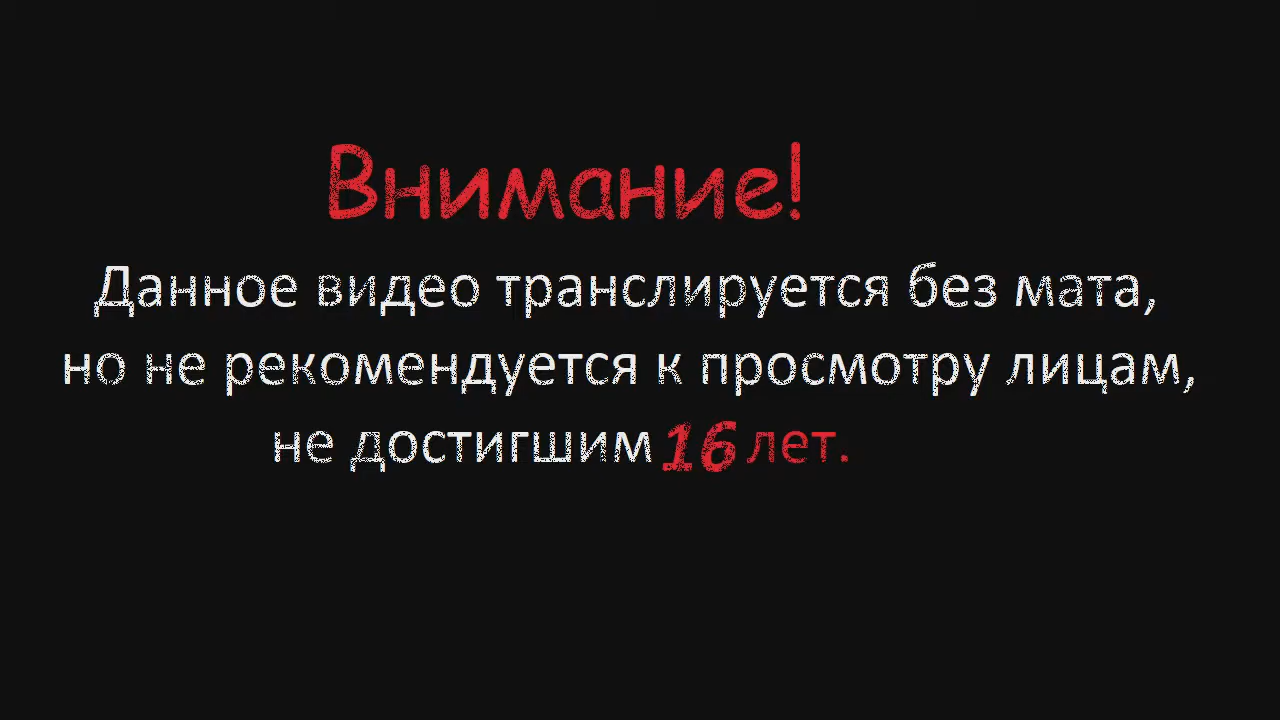 Внимание!
Данное видео транслируется без мата,
но не рекомендуется к просмотру лицам,
не достигшим 16 лет.